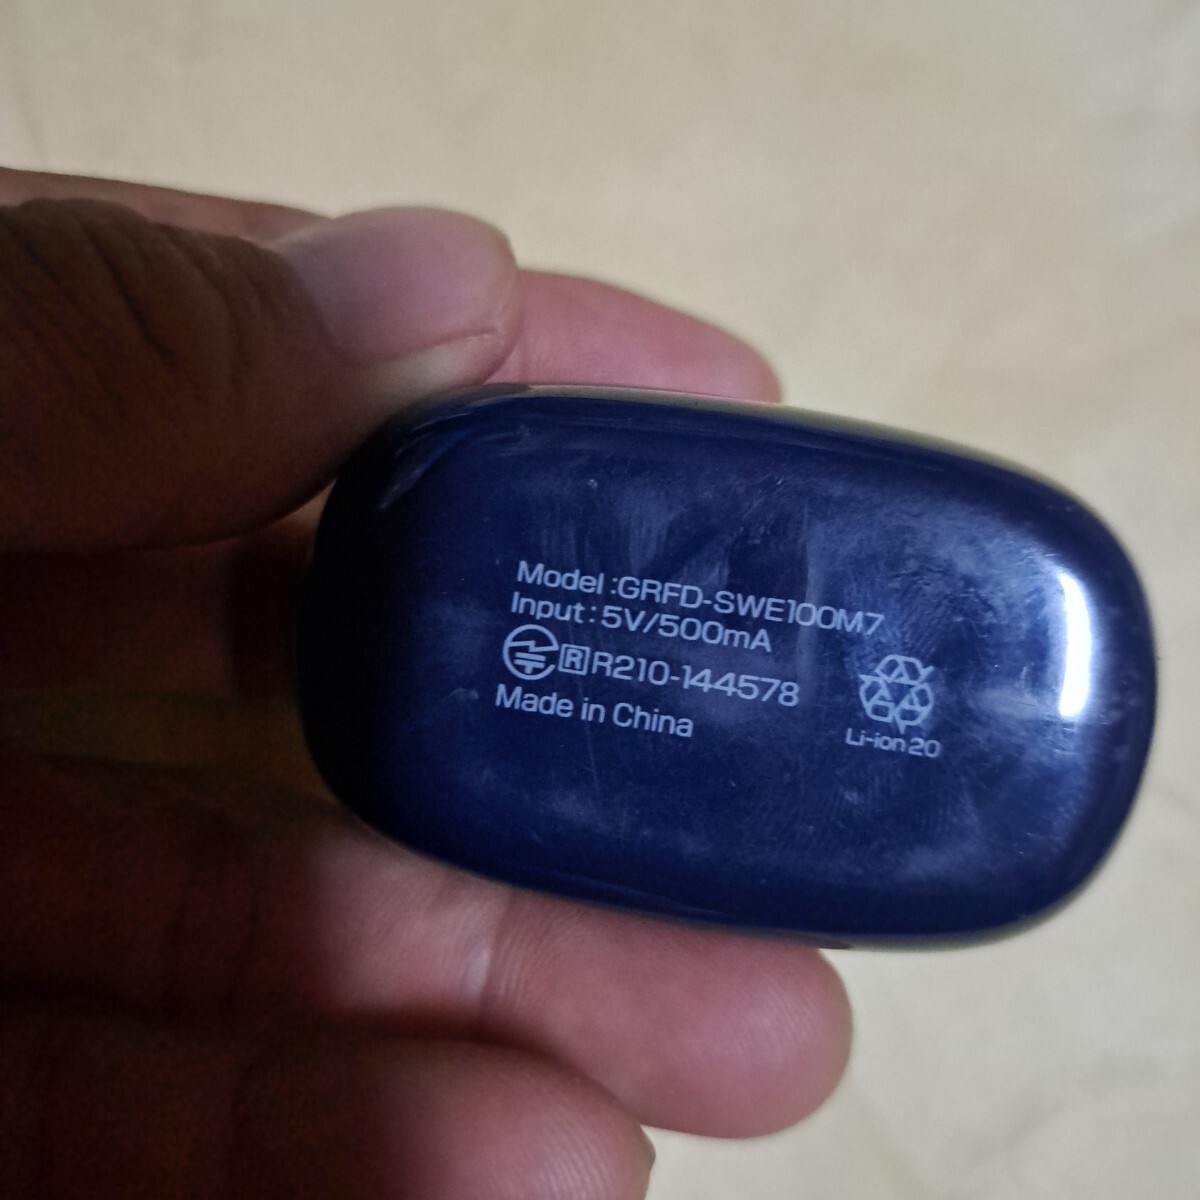 Model :GRFD-SWE100M7
Input : 5V/500mA
R R210-144578
Made in China
Li-ion 20